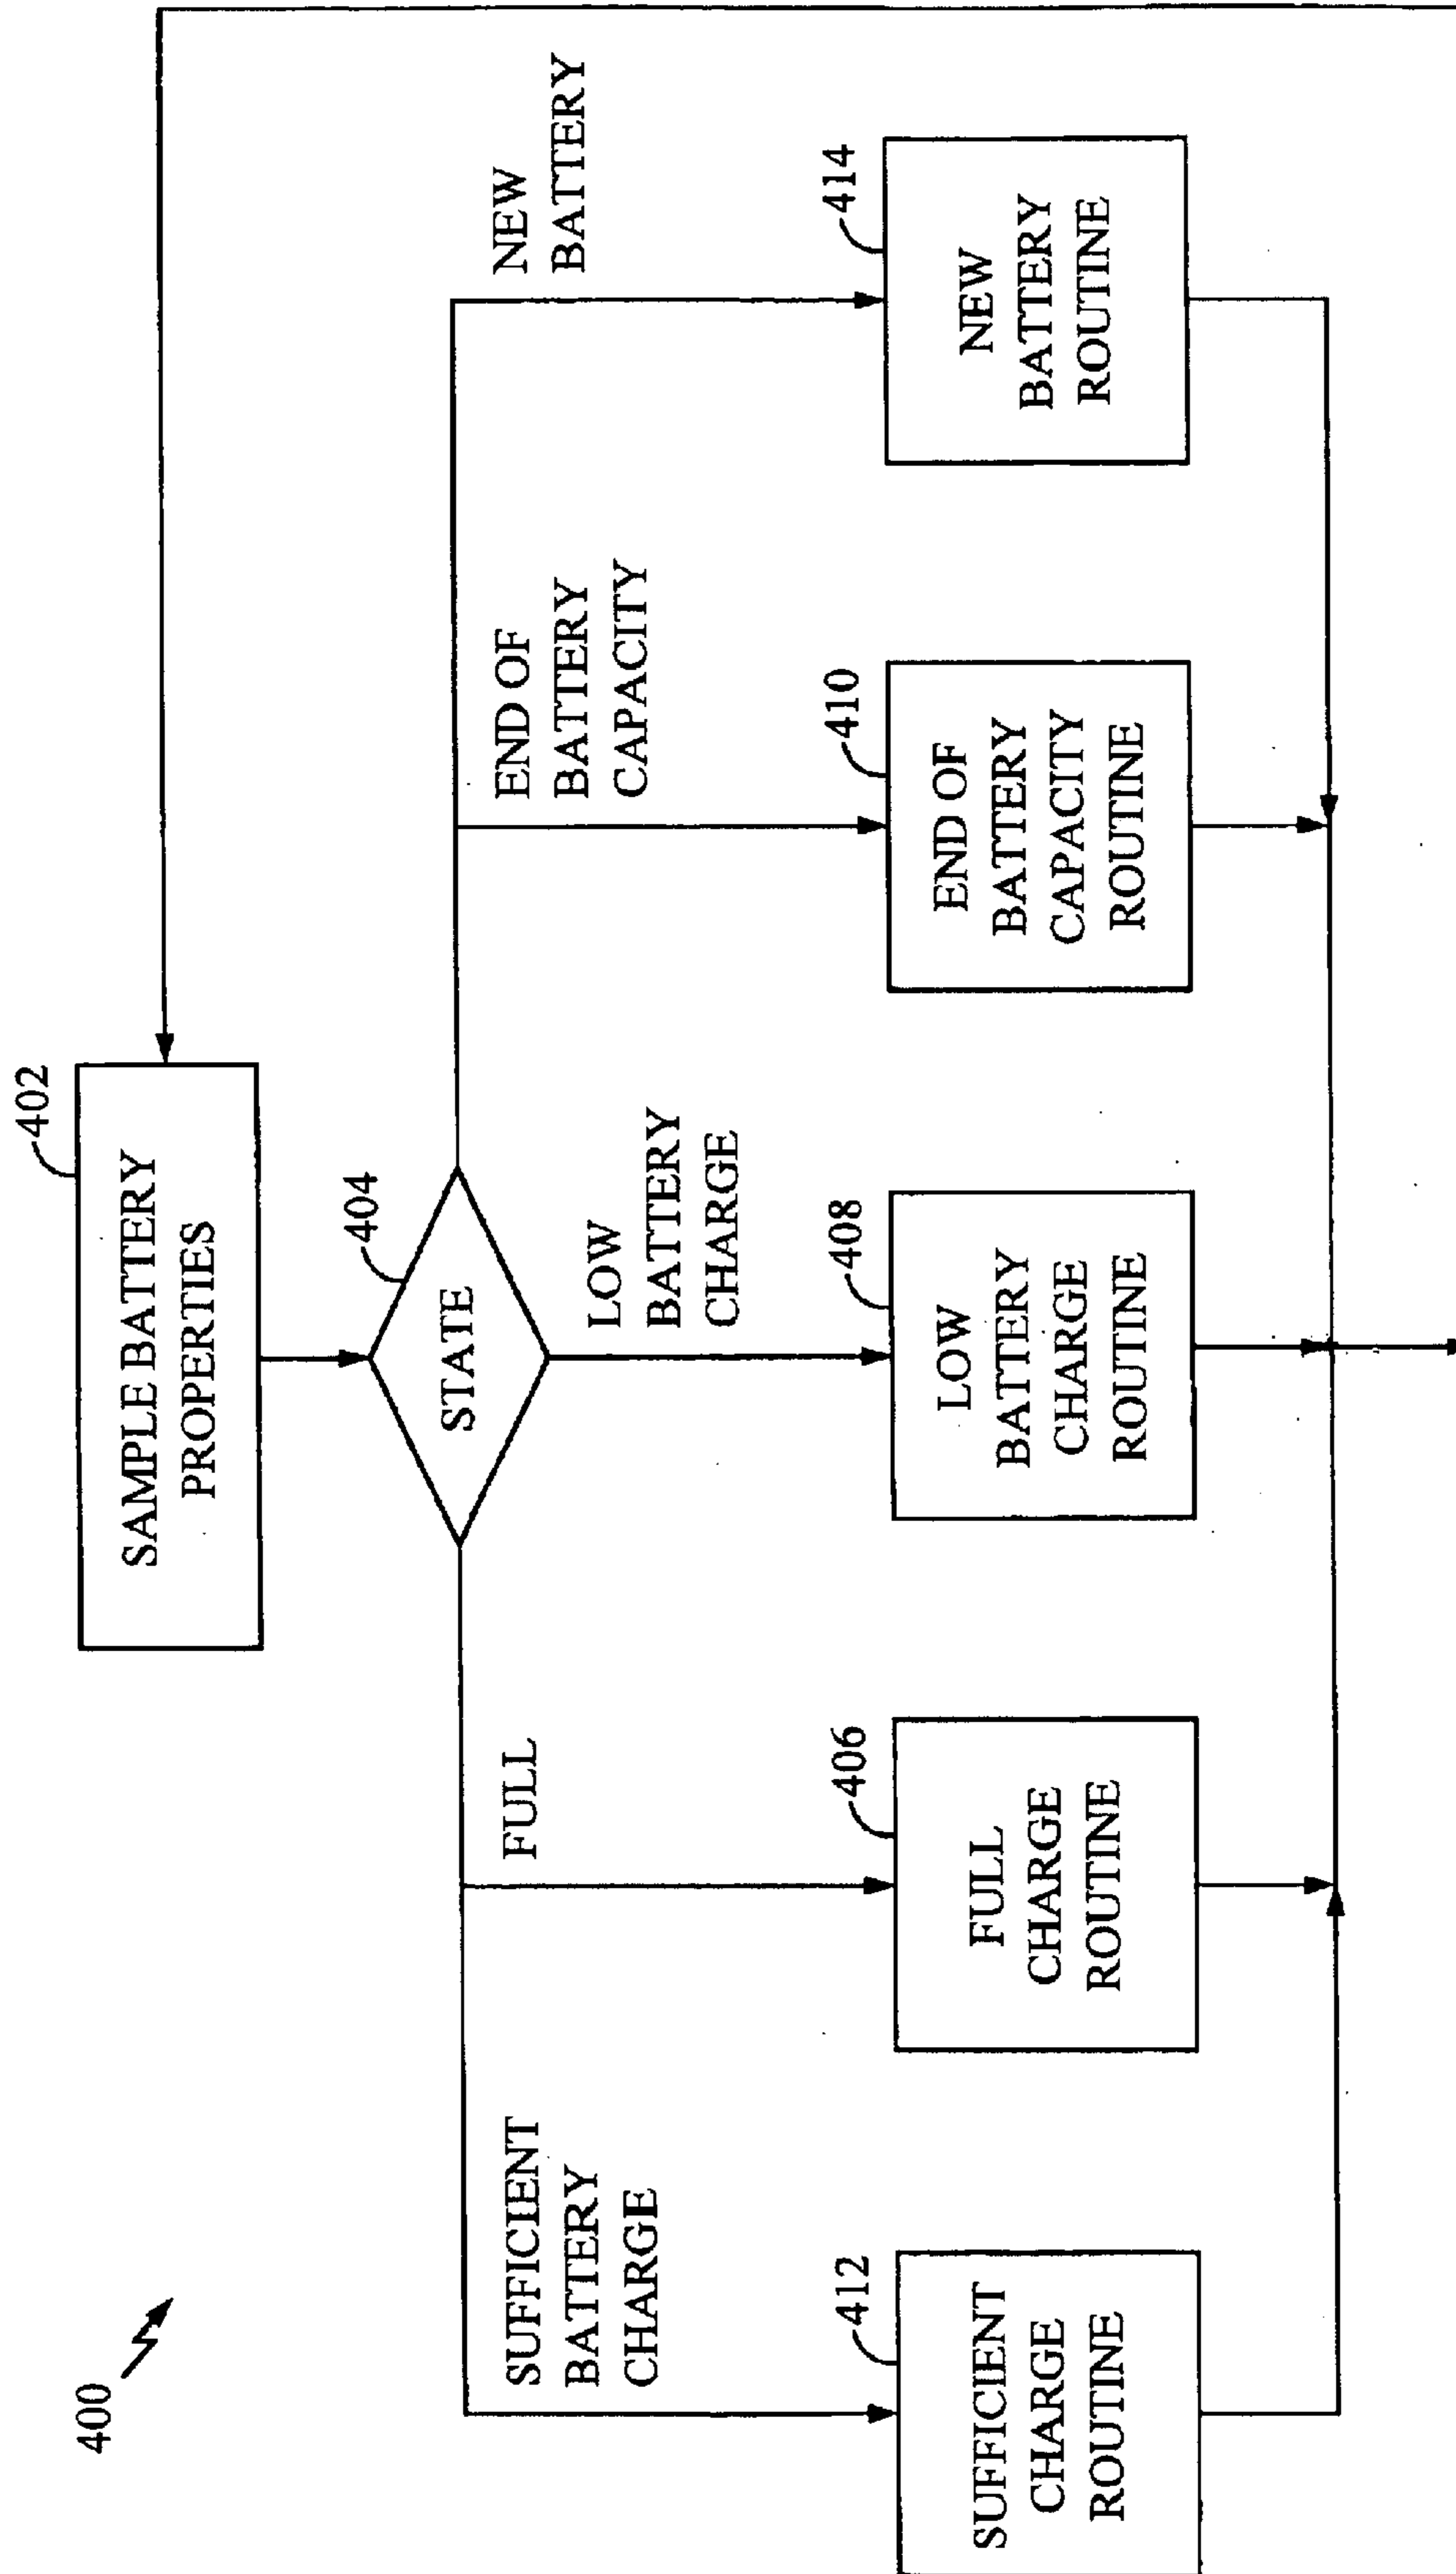 400
402
SAMPLE BATTERY
PROPERTIES
404
STATE
SUFFICIENT
BATTERY
CHARGE
FULL
LOW
BATTERY
CHARGE
END OF
BATTERY
CAPACITY
NEW
BATTERY
412
SUFFICIENT
CHARGE
ROUTINE
406
FULL
CHARGE
ROUTINE
408
LOW
BATTERY
CHARGE
ROUTINE
410
END OF
BATTERY
CAPACITY
ROUTINE
414
NEW
BATTERY
ROUTINE